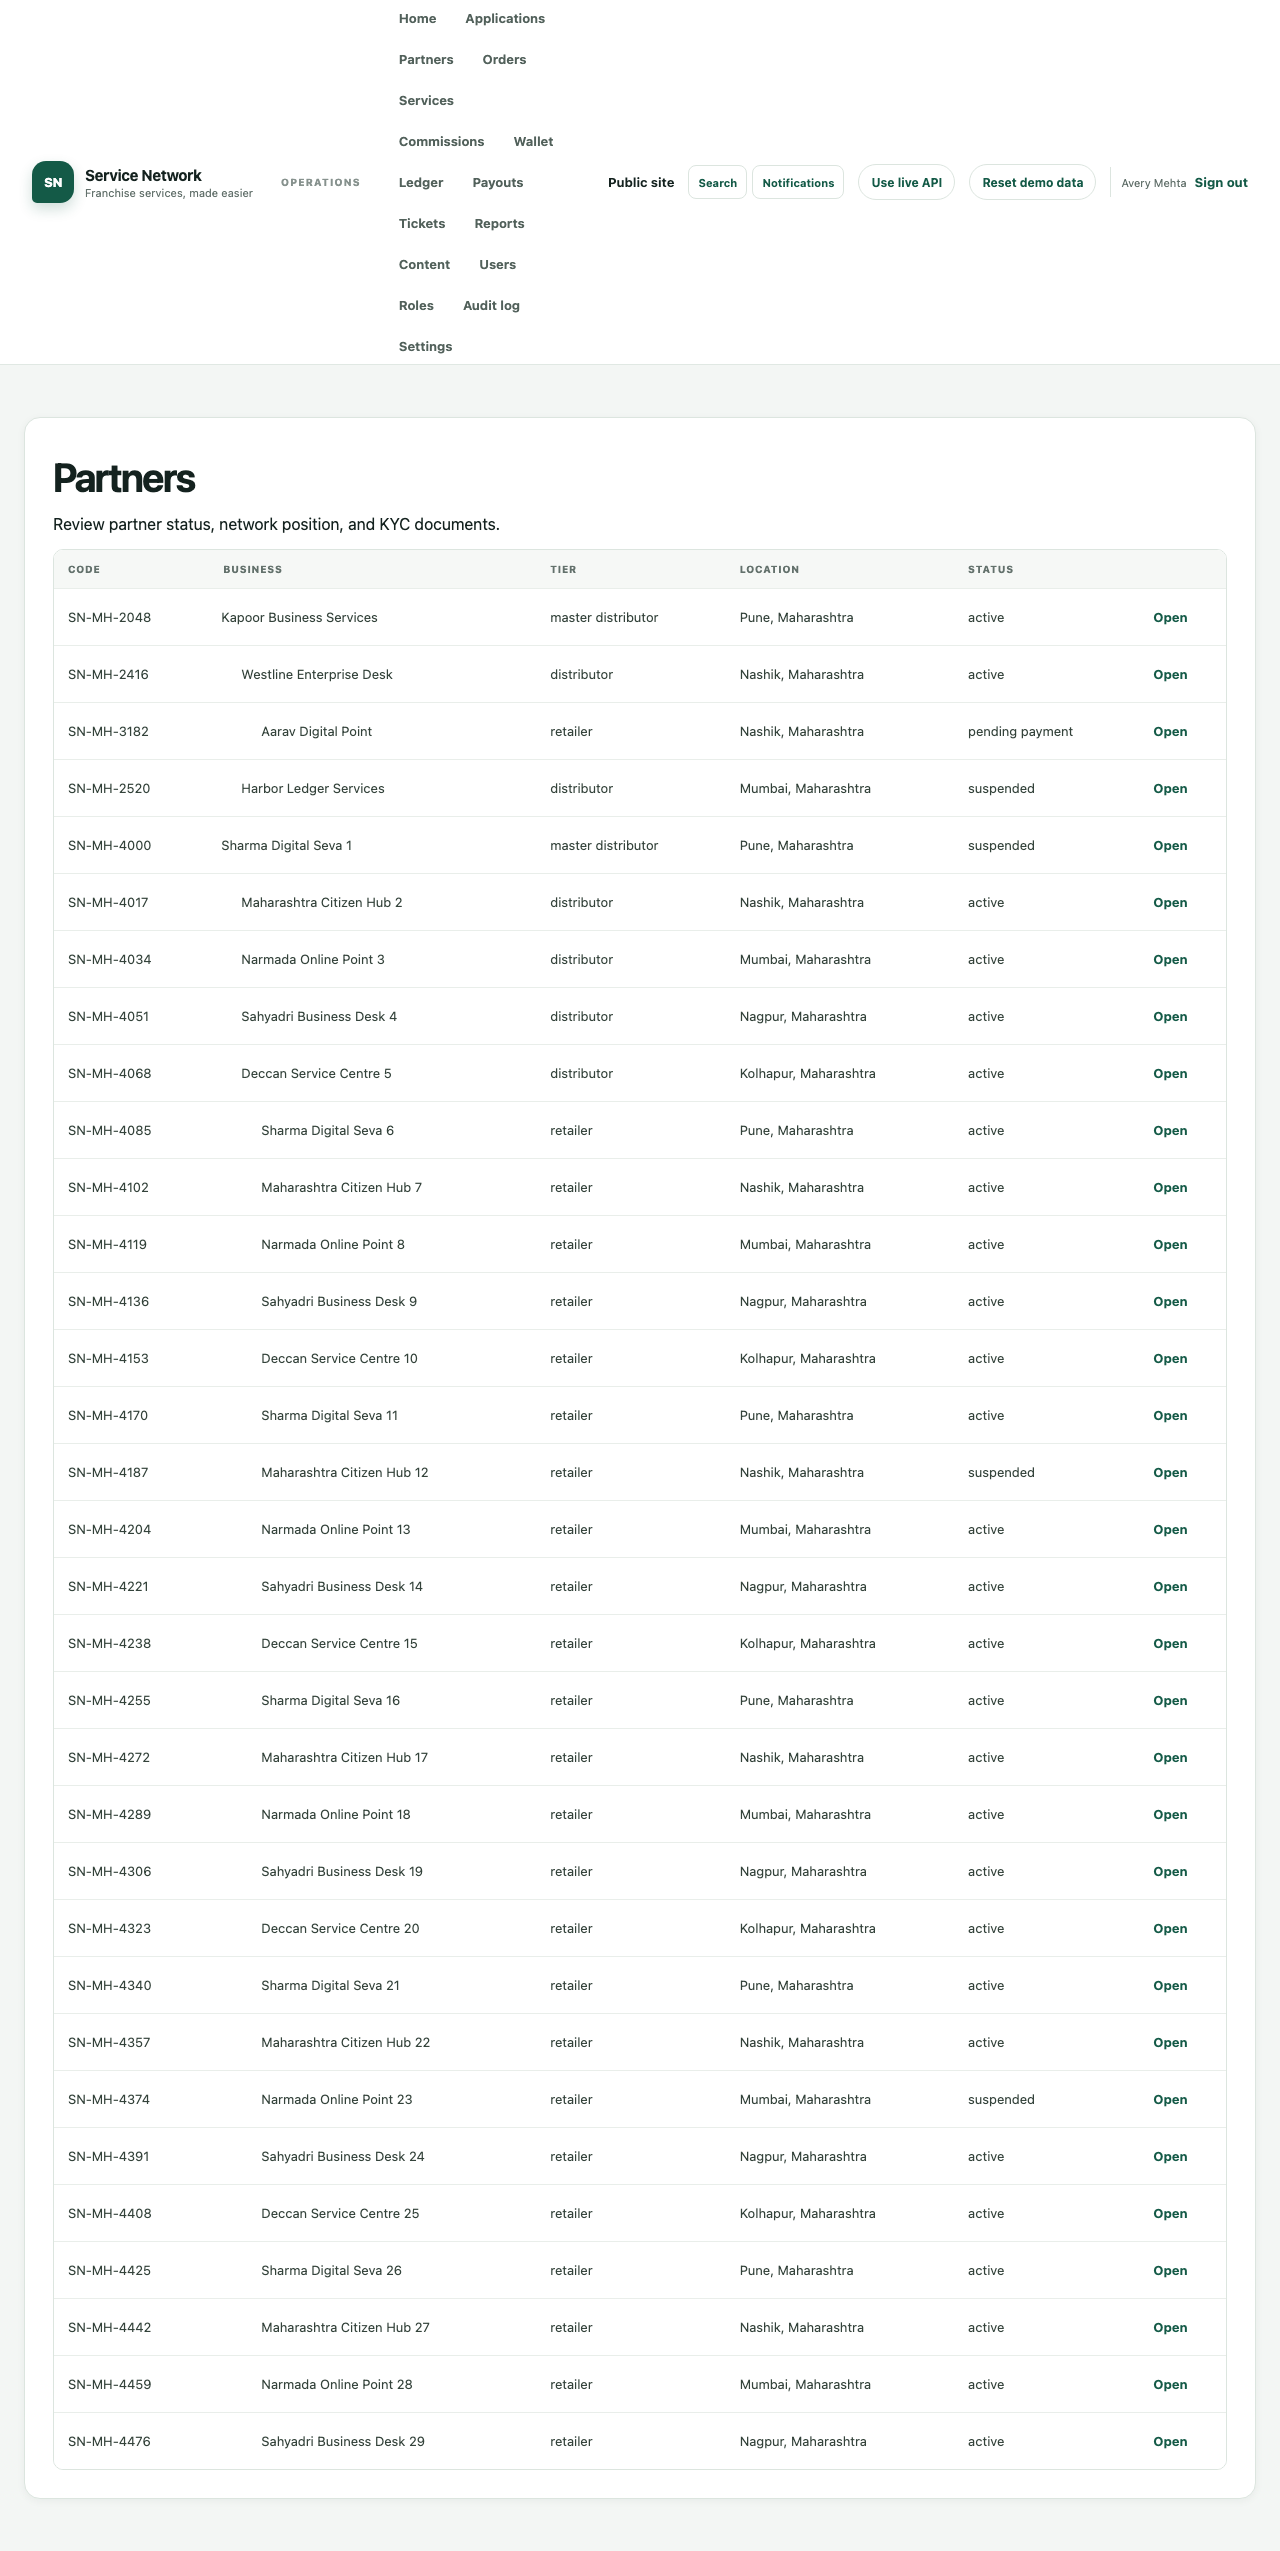 Home Applications
Partners Orders
Services
Commissions Wallet
SN Service Network
Franchise services, made easier
OPERATIONS
Ledger Payouts
Public site Search Notifications Use live API Reset demo data Avery Mehta Sign out
Tickets Reports
Content Users
Roles Audit log
Settings
Partners
Review partner status, network position, and KYC documents.
CODE BUSINESS TIER LOCATION STATUS
SN-MH-2048 Kapoor Business Services master distributor Pune, Maharashtra active Open
SN-MH-2416 Westline Enterprise Desk distributor Nashik, Maharashtra active Open
SN-MH-3182 Aarav Digital Point retailer Nashik, Maharashtra pending payment Open
SN-MH-2520 Harbor Ledger Services distributor Mumbai, Maharashtra suspended Open
SN-MH-4000 Sharma Digital Seva 1 master distributor Pune, Maharashtra suspended Open
SN-MH-4017 Maharashtra Citizen Hub 2 distributor Nashik, Maharashtra active Open
SN-MH-4034 Narmada Online Point 3 distributor Mumbai, Maharashtra active Open
SN-MH-4051 Sahyadri Business Desk 4 distributor Nagpur, Maharashtra active Open
SN-MH-4068 Deccan Service Centre 5 distributor Kolhapur, Maharashtra active Open
SN-MH-4085 Sharma Digital Seva 6 retailer Pune, Maharashtra active Open
SN-MH-4102 Maharashtra Citizen Hub 7 retailer Nashik, Maharashtra active Open
SN-MH-4119 Narmada Online Point 8 retailer Mumbai, Maharashtra active Open
SN-MH-4136 Sahyadri Business Desk 9 retailer Nagpur, Maharashtra active Open
SN-MH-4153 Deccan Service Centre 10 retailer Kolhapur, Maharashtra active Open
SN-MH-4170 Sharma Digital Seva 11 retailer Pune, Maharashtra active Open
SN-MH-4187 Maharashtra Citizen Hub 12 retailer Nashik, Maharashtra suspended Open
SN-MH-4204 Narmada Online Point 13 retailer Mumbai, Maharashtra active Open
SN-MH-4221 Sahyadri Business Desk 14 retailer Nagpur, Maharashtra active Open
SN-MH-4238 Deccan Service Centre 15 retailer Kolhapur, Maharashtra active Open
SN-MH-4255 Sharma Digital Seva 16 retailer Pune, Maharashtra active Open
SN-MH-4272 Maharashtra Citizen Hub 17 retailer Nashik, Maharashtra active Open
SN-MH-4289 Narmada Online Point 18 retailer Mumbai, Maharashtra active Open
SN-MH-4306 Sahyadri Business Desk 19 retailer Nagpur, Maharashtra active Open
SN-MH-4323 Deccan Service Centre 20 retailer Kolhapur, Maharashtra active Open
SN-MH-4340 Sharma Digital Seva 21 retailer Pune, Maharashtra active Open
SN-MH-4357 Maharashtra Citizen Hub 22 retailer Nashik, Maharashtra active Open
SN-MH-4374 Narmada Online Point 23 retailer Mumbai, Maharashtra suspended Open
SN-MH-4391 Sahyadri Business Desk 24 retailer Nagpur, Maharashtra active Open
SN-MH-4408 Deccan Service Centre 25 retailer Kolhapur, Maharashtra active Open
SN-MH-4425 Sharma Digital Seva 26 retailer Pune, Maharashtra active Open
SN-MH-4442 Maharashtra Citizen Hub 27 retailer Nashik, Maharashtra active Open
SN-MH-4459 Narmada Online Point 28 retailer Mumbai, Maharashtra active Open
SN-MH-4476 Sahyadri Business Desk 29 retailer Nagpur, Maharashtra active Open